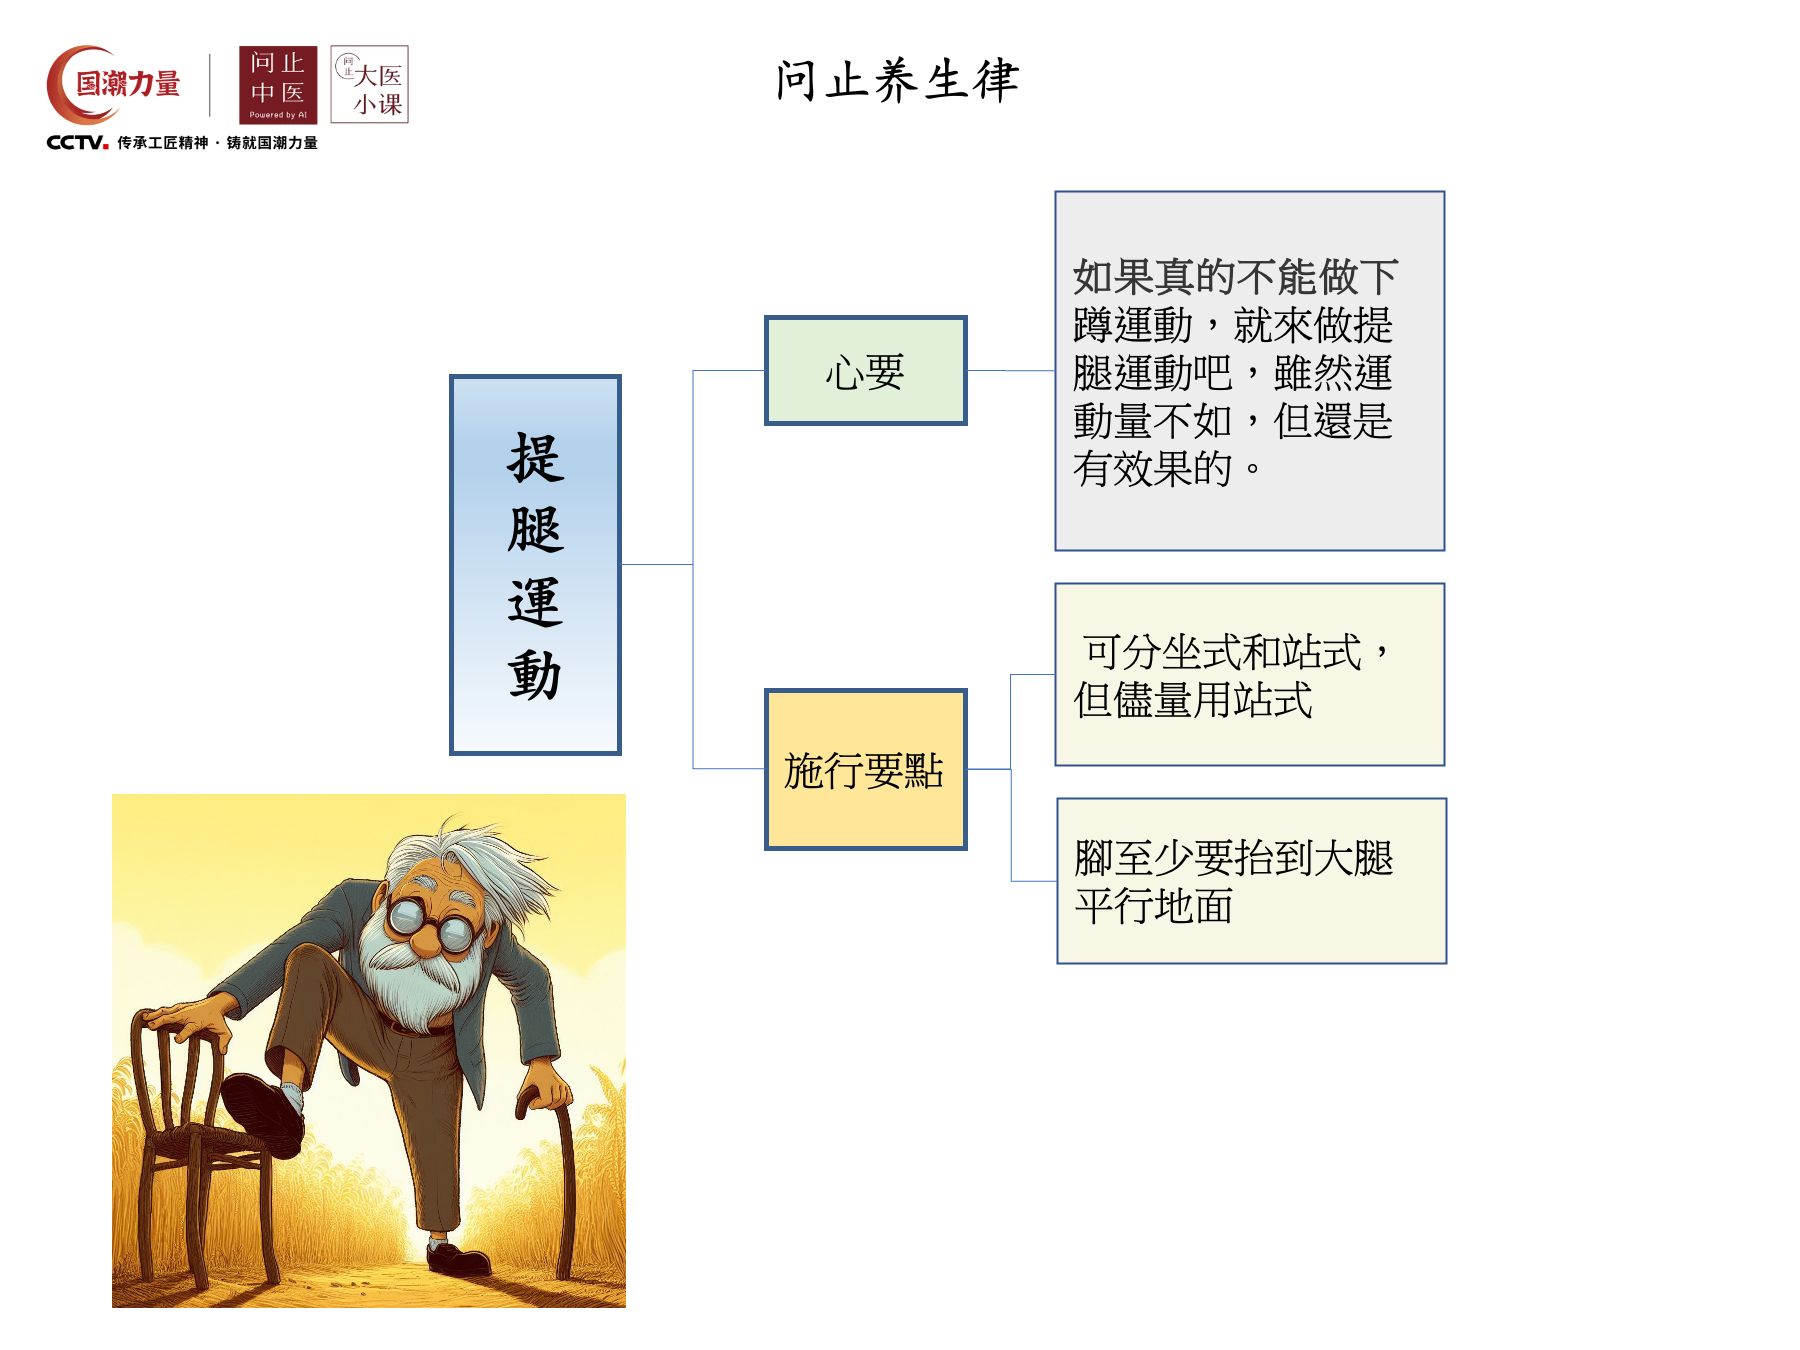 国潮力量
问止
中医
Powered by AI
问止
大医
小课
CCTV. 传承工匠精神 · 铸就国潮力量
问止养生律
提
腿
運
動
心要
如果真的不能做下
蹲運動，就來做提
腿運動吧，雖然運
動量不如，但還是
有效果的。
施行要點
可分坐式和站式，
但儘量用站式
腳至少要抬到大腿
平行地面